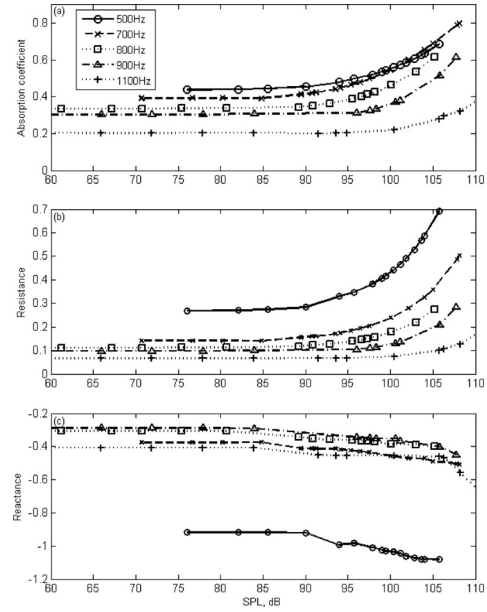 (a)
500Hz
700Hz
800Hz
900Hz
1100Hz
Absorption coefficient
0.8
0.6
0.4
0.2
0
60 65 70 75 80 85 90 95 100 105 110
(b)
Resistance
0.7
0.6
0.5
0.4
0.3
0.2
0.1
0
60 65 70 75 80 85 90 95 100 105 110
(c)
Reactance
-0.2
-0.4
-0.6
-0.8
-1
-1.2
60 65 70 75 80 85 90 95 100 105 110
SPL, dB